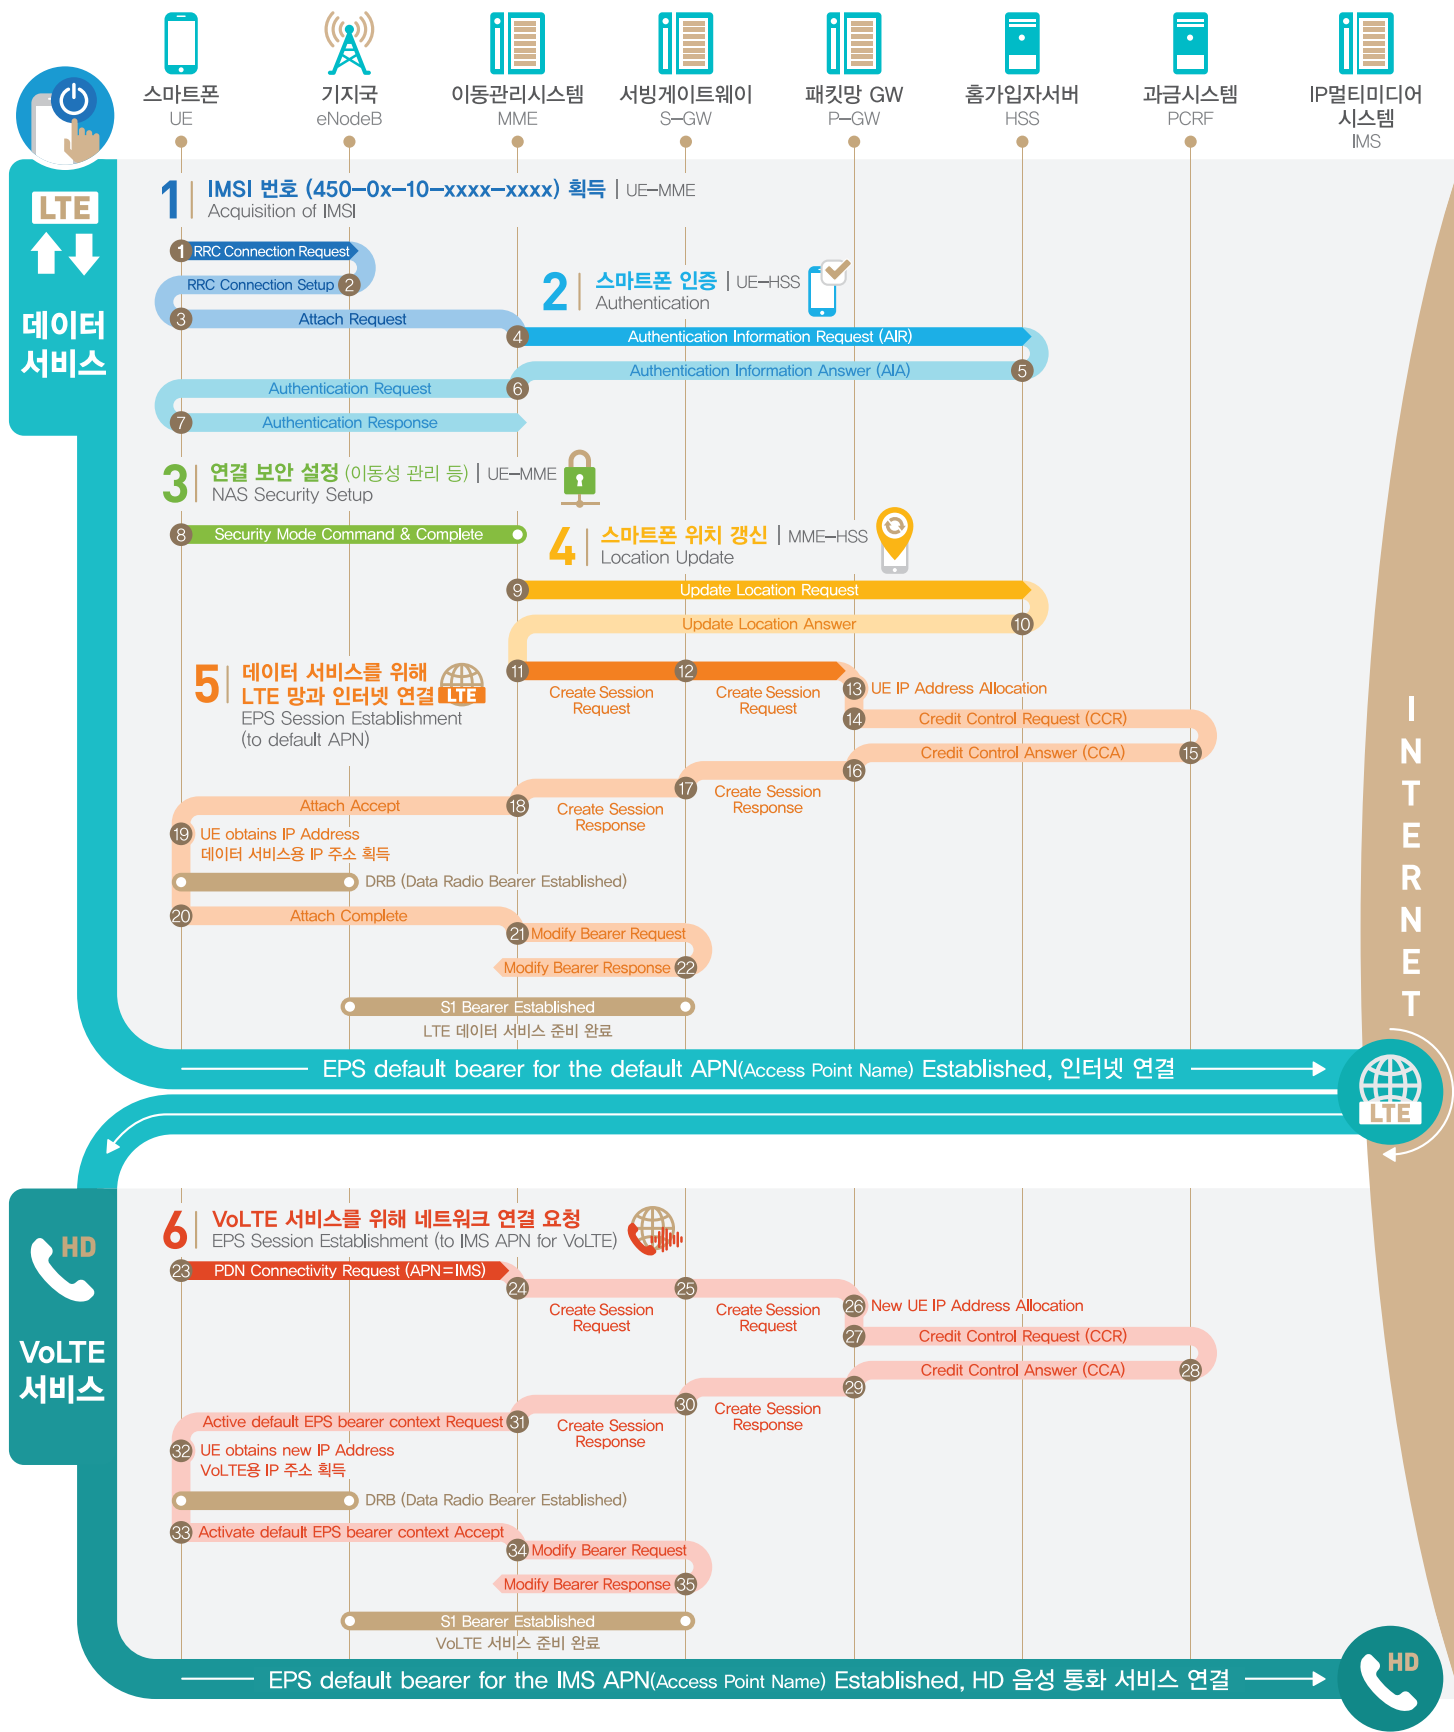 스마트폰
UE
기지국
eNodeB
이동관리시스템
MME
서빙게이트웨이
S-GW
패킷망 GW
P-GW
홈가입자서버
HSS
과금시스템
PCRF
IP멀티미디어
시스템
IMS
LTE
데이터
서비스
1
IMSI 번호 (450-0x-10-xxxx-xxxx) 획득 | UE-MME
Acquisition of IMSI
1 RRC Connection Request
RRC Connection Setup 2
3 Attach Request
2
스마트폰 인증 | UE-HSS
Authentication
4 Authentication Information Request (AIR)
Authentication Information Answer (AIA) 5
Authentication Request 6
7 Authentication Response
3
연결 보안 설정 (이동성 관리 등) | UE-MME
NAS Security Setup
8 Security Mode Command & Complete
4
스마트폰 위치 갱신 | MME-HSS
Location Update
9 Update Location Request
Update Location Answer 10
5
데이터 서비스를 위해
LTE 망과 인터넷 연결
LTE
EPS Session Establishment
(to default APN)
11
Create Session
Request
12
Create Session
Request
13 UE IP Address Allocation
14 Credit Control Request (CCR)
Credit Control Answer (CCA) 15
16
Create Session
Response
17
Create Session
Response
Attach Accept 18
19 UE obtains IP Address
데이터 서비스용 IP 주소 획득
DRB (Data Radio Bearer Established)
20 Attach Complete
21 Modify Bearer Request
Modify Bearer Response 22
S1 Bearer Established
LTE 데이터 서비스 준비 완료
INTERNET
EPS default bearer for the default APN(Access Point Name) Established, 인터넷 연결
LTE
HD
VoLTE
서비스
6
VoLTE 서비스를 위해 네트워크 연결 요청
EPS Session Establishment (to IMS APN for VoLTE)
23 PDN Connectivity Request (APN=IMS)
24
Create Session
Request
25
Create Session
Request
26 New UE IP Address Allocation
27 Credit Control Request (CCR)
Credit Control Answer (CCA) 28
29
Create Session
Response
30
Create Session
Response
Active default EPS bearer context Request 31
32 UE obtains new IP Address
VoLTE용 IP 주소 획득
DRB (Data Radio Bearer Established)
33 Activate default EPS bearer context Accept
34 Modify Bearer Request
Modify Bearer Response 35
S1 Bearer Established
VoLTE 서비스 준비 완료
EPS default bearer for the IMS APN(Access Point Name) Established, HD 음성 통화 서비스 연결
HD